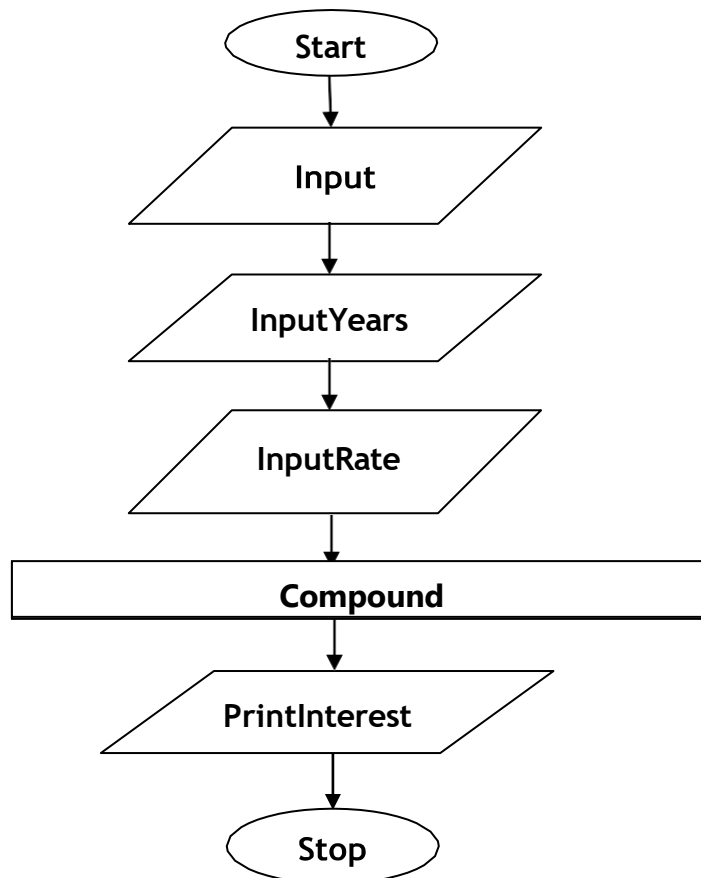 Start
Input
InputYears
InputRate
Compound
PrintInterest
Stop